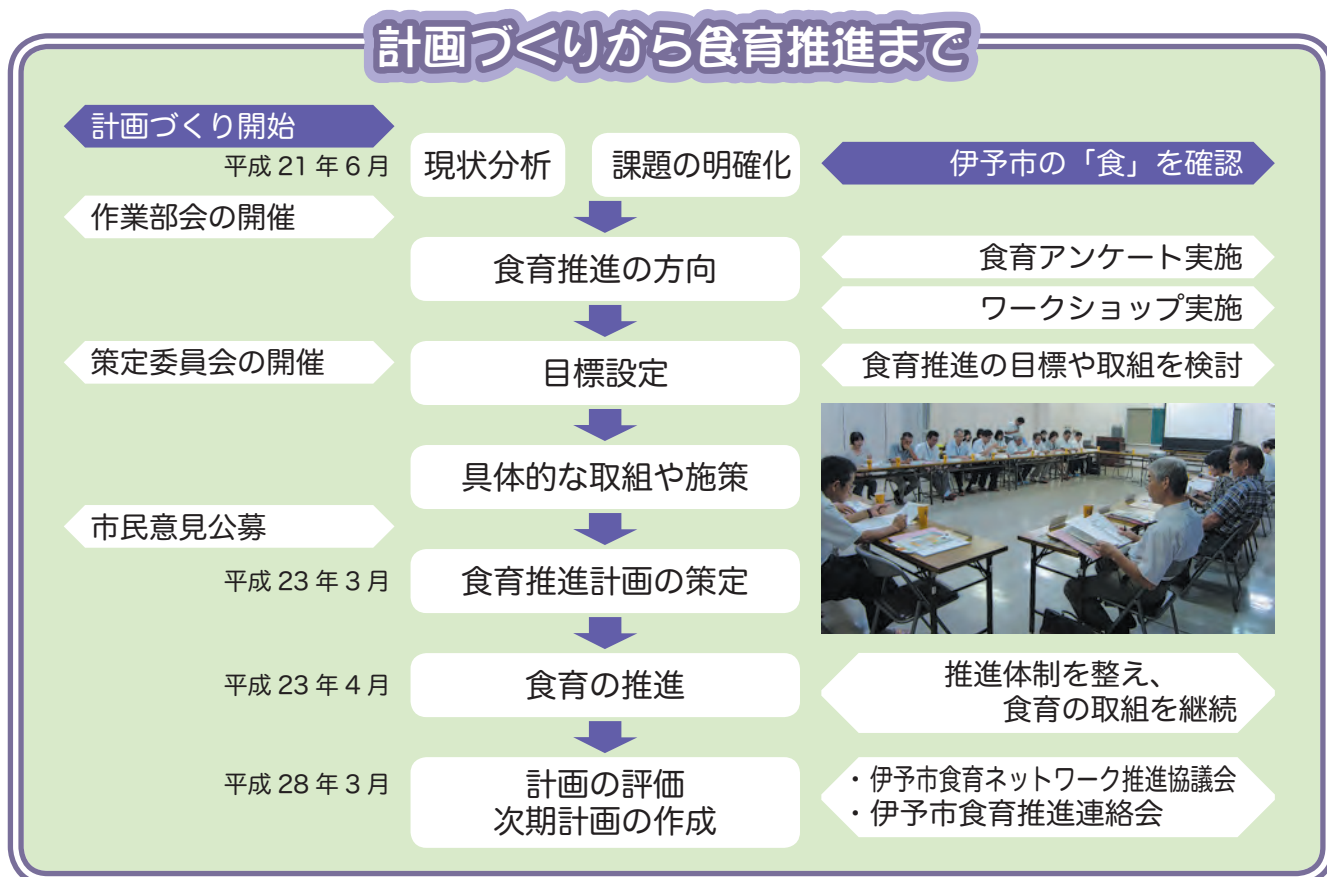 計画づくりから食育推進まで
計画づくり開始
平成 21 年 6 月
現状分析
課題の明確化
伊予市の「食」を確認
作業部会の開催
食育推進の方向
食育アンケート実施
ワークショップ実施
策定委員会の開催
目標設定
食育推進の目標や取組を検討
具体的な取組や施策
市民意見公募
平成 23 年 3 月
食育推進計画の策定
平成 23 年 4 月
食育の推進
推進体制を整え、
食育の取組を継続
平成 28 年 3 月
計画の評価
次期計画の作成
・伊予市食育ネットワーク推進協議会
・伊予市食育推進連絡会